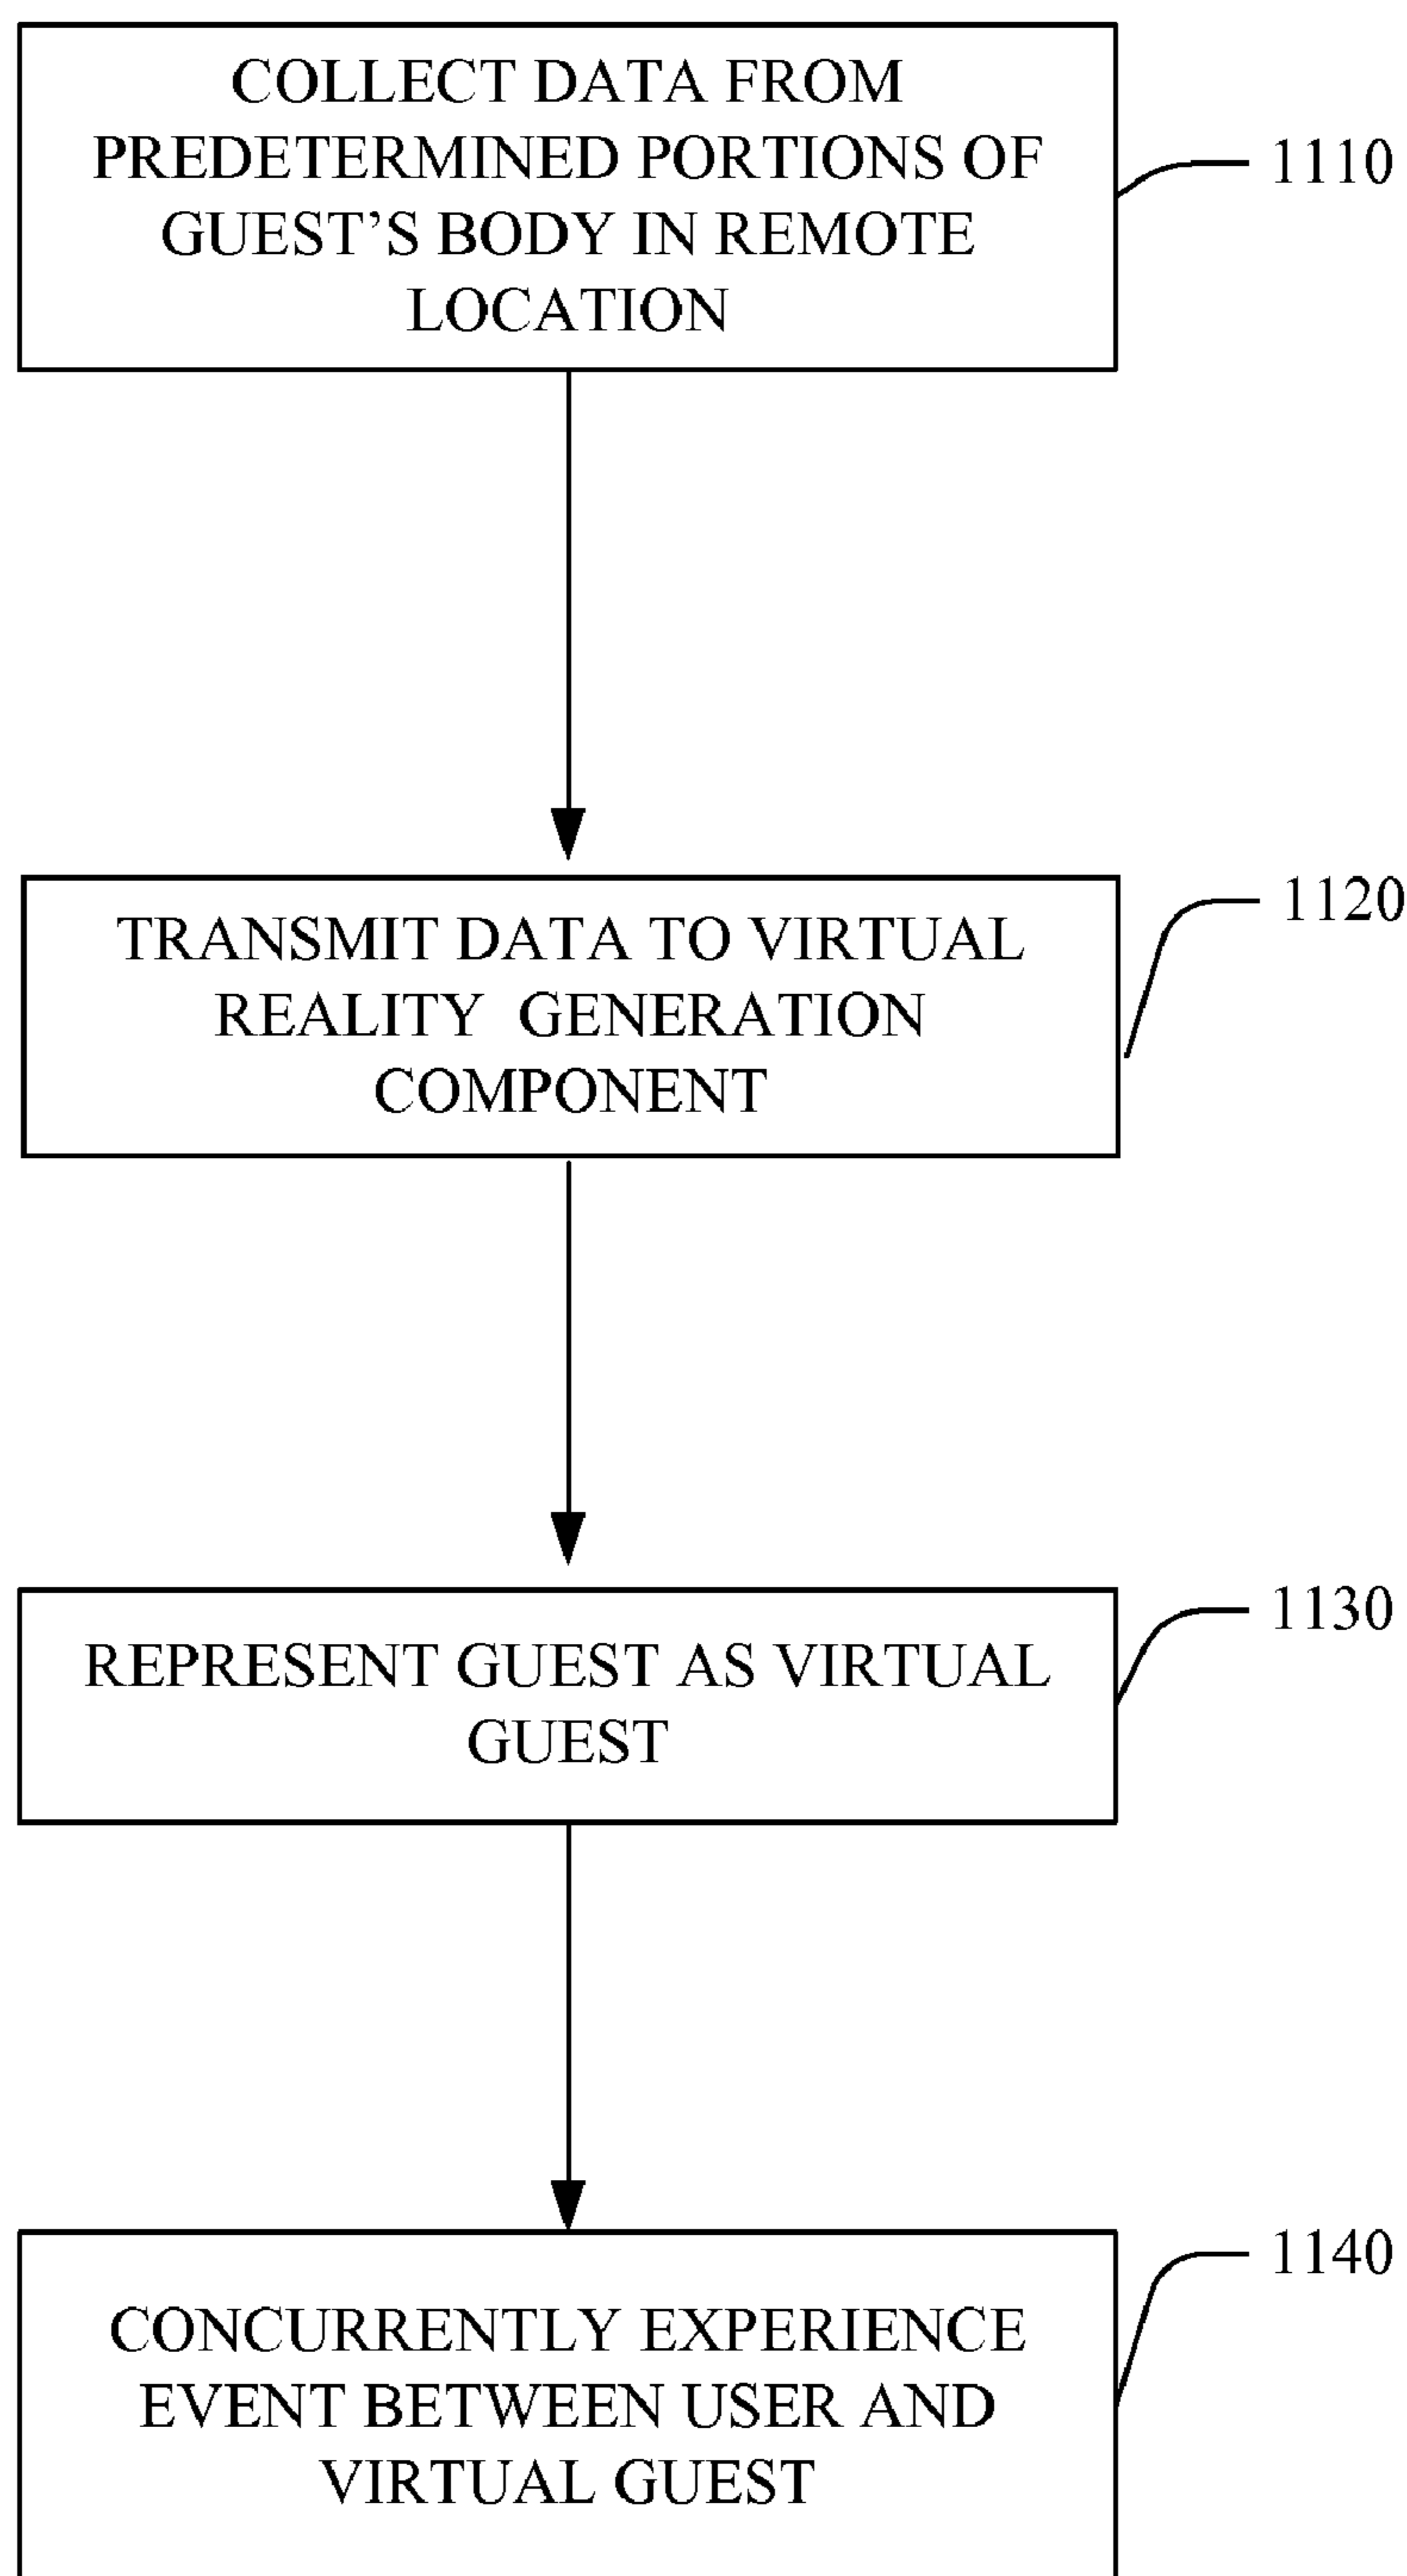 COLLECT DATA FROM
PREDETERMINED PORTIONS OF
GUEST’S BODY IN REMOTE
LOCATION
1110
TRANSMIT DATA TO VIRTUAL
REALITY GENERATION
COMPONENT
1120
REPRESENT GUEST AS VIRTUAL
GUEST
1130
CONCURRENTLY EXPERIENCE
EVENT BETWEEN USER AND
VIRTUAL GUEST
1140